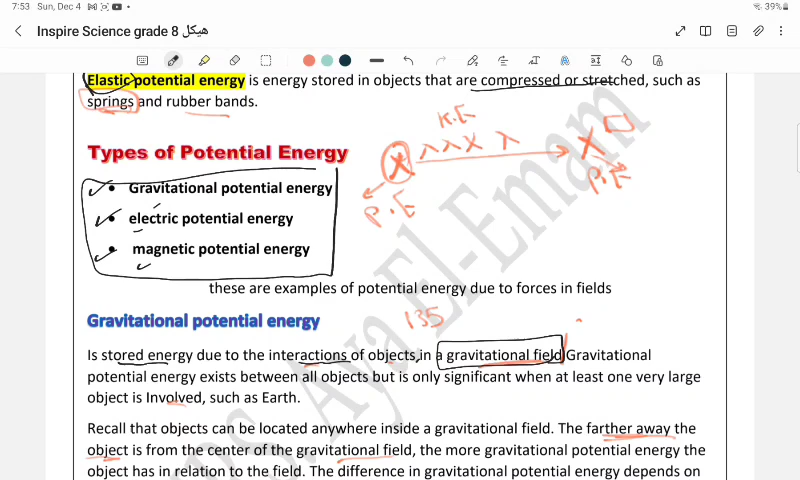 7:53 Sun, Dec 4 39%
Inspire Science grade 8 هيكل
Elastic potential energy is energy stored in objects that are compressed or stretched, such as
springs and rubber bands.
K.E
Types of Potential Energy
P.E
P.E
• Gravitational potential energy
• electric potential energy
• magnetic potential energy
these are examples of potential energy due to forces in fields
Gravitational potential energy
135
Is stored energy due to the interactions of objects, in a gravitational field Gravitational
potential energy exists between all objects but is only significant when at least one very large
object is Involved, such as Earth.
Recall that objects can be located anywhere inside a gravitational field. The farther away the
object is from the center of the gravitational field, the more gravitational potential energy the
object has in relation to the field. The difference in gravitational potential energy depends on
Aya El-Emam